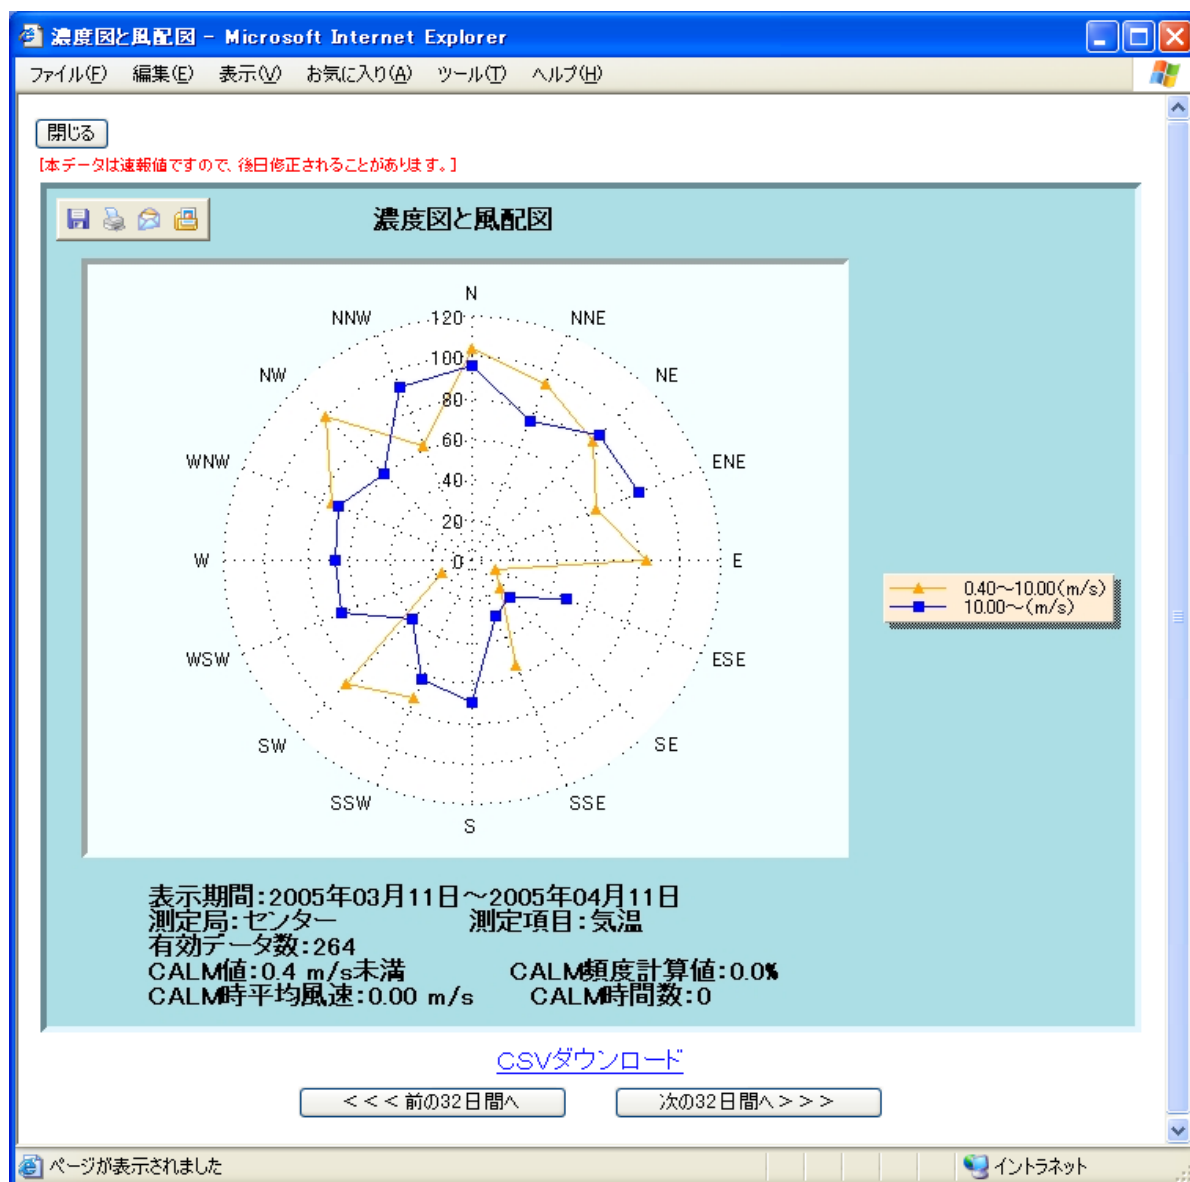 濃度図と風配図 - Microsoft Internet Explorer
ファイル(F) 編集(E) 表示(V) お気に入り(A) ツール(T) ヘルプ(H)
閉じる
[本データは速報値ですので、後日修正されることがあります。]
濃度図と風配図
N
NNW 120 NNE
100
NW NE
80
60
WNW ENE
40
20
W 0 E
0.40～10.00(m/s)
10.00～(m/s)
WSW ESE
SW SE
SSW SSE
S
表示期間:2005年03月11日～2005年04月11日
測定局:センター 測定項目:気温
有効データ数:264
CALM値:0.4 m/s未満 CALM頻度計算値:0.0%
CALM時平均風速:0.00 m/s CALM時間数:0
CSVダウンロード
<<<前の32日間へ 次の32日間へ>>>
ページが表示されました イントラネット